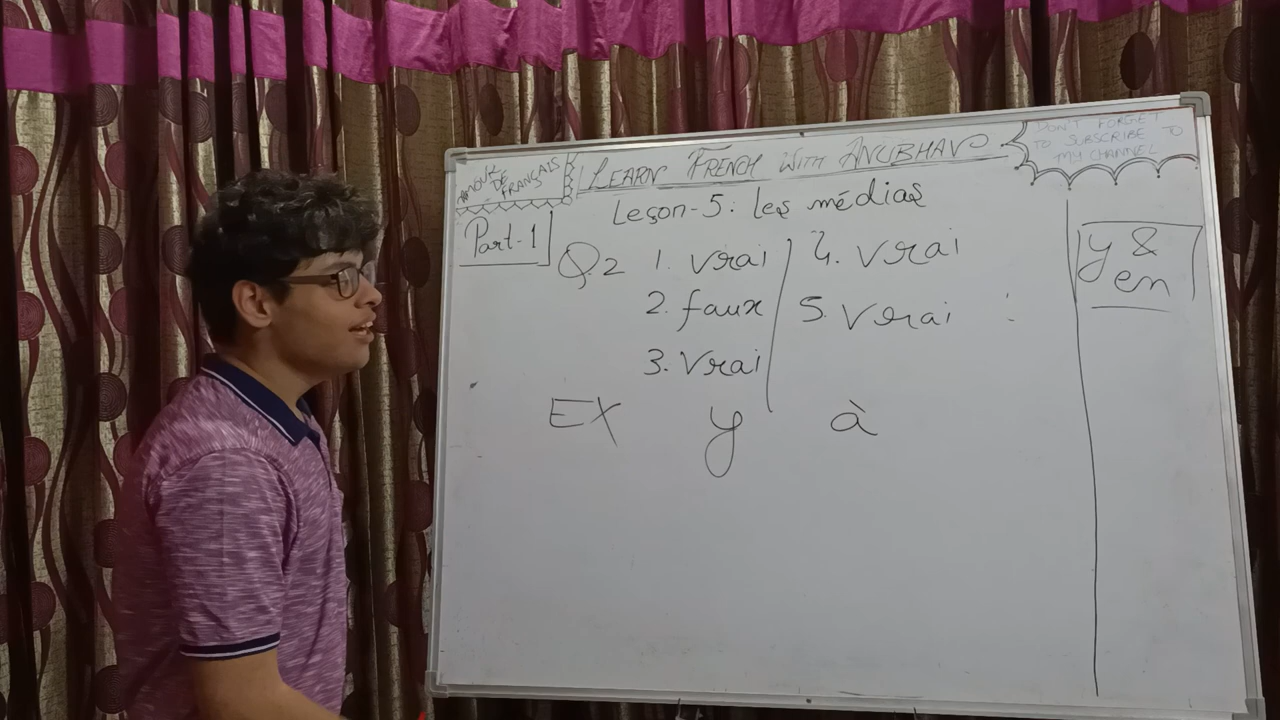 AMOUR DE FRANÇAIS
LEARN FRENCH WITH ANUBHAV
DON'T FORGET
TO SUBSCRIBE TO
MY CHANNEL
Leçon-5: les médias
Part-1
Q.2 1. vrai
2. faux
3. vrai
4. vrai
5. vrai
EX y à
y &
en